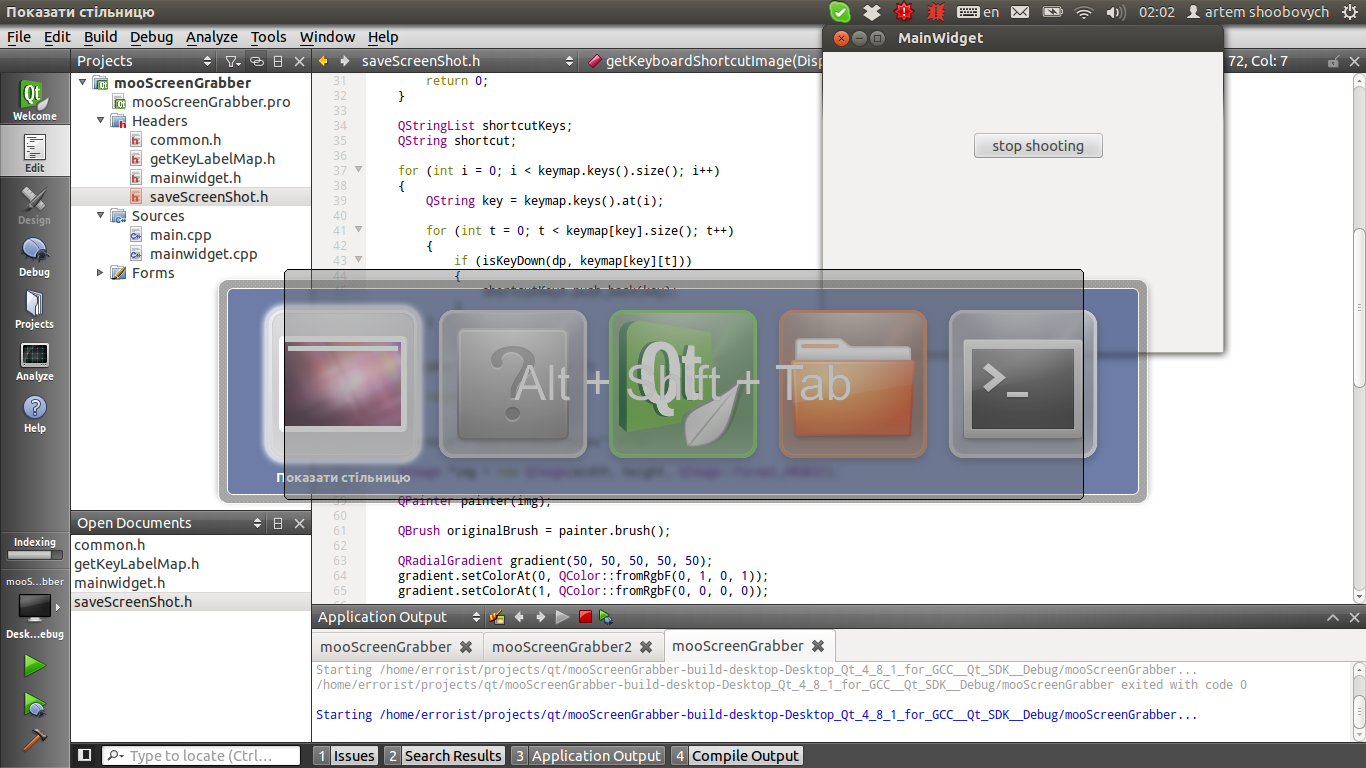 Показати стільницю
en
02:02
artem shoobovych
File Edit Build Debug Analyze Tools Window Help
MainWidget
stop shooting
Projects
saveScreenShot.h
getKeyboardShortcutImage(Disp
72, Col: 7
Qt
Welcome
Edit
Design
Debug
Projects
Analyze
Help
mooScreenGrabber
mooScreenGrabber.pro
Headers
common.h
getKeyLabelMap.h
mainwidget.h
saveScreenShot.h
Sources
main.cpp
mainwidget.cpp
Forms
31 return 0;
32 }
33
34 QStringList shortcutKeys;
35 QString shortcut;
36
37 for (int i = 0; i < keymap.keys().size(); i++)
38 {
39 QString key = keymap.keys().at(i);
40
41 for (int t = 0; t < keymap[key].size(); t++)
42 {
43 if (isKeyDown(dp, keymap[key][t]))
44 {
shortcutKeys.push_back(key);
Qt
Alt + Shift + Tab
Показати стільницю
59 QPainter painter(img);
60
61 QBrush originalBrush = painter.brush();
62
63 QRadialGradient gradient(50, 50, 50, 50, 50);
64 gradient.setColorAt(0, QColor::fromRgbF(0, 1, 0, 1));
65 gradient.setColorAt(1, QColor::fromRgbF(0, 0, 0, 0));
Open Documents
common.h
getKeyLabelMap.h
mainwidget.h
saveScreenShot.h
Indexing
mooS...bber
Desk...ebug
Application Output
mooScreenGrabber
mooScreenGrabber2
mooScreenGrabber
Starting /home/errorist/projects/qt/mooScreenGrabber-build-desktop-Desktop_Qt_4_8_1_for_GCC__Qt_SDK__Debug/mooScreenGrabber...
/home/errorist/projects/qt/mooScreenGrabber-build-desktop-Desktop_Qt_4_8_1_for_GCC__Qt_SDK__Debug/mooScreenGrabber exited with code 0
Starting /home/errorist/projects/qt/mooScreenGrabber-build-desktop-Desktop_Qt_4_8_1_for_GCC__Qt_SDK__Debug/mooScreenGrabber...
Type to locate (Ctrl...
1 Issues
2 Search Results
3 Application Output
4 Compile Output